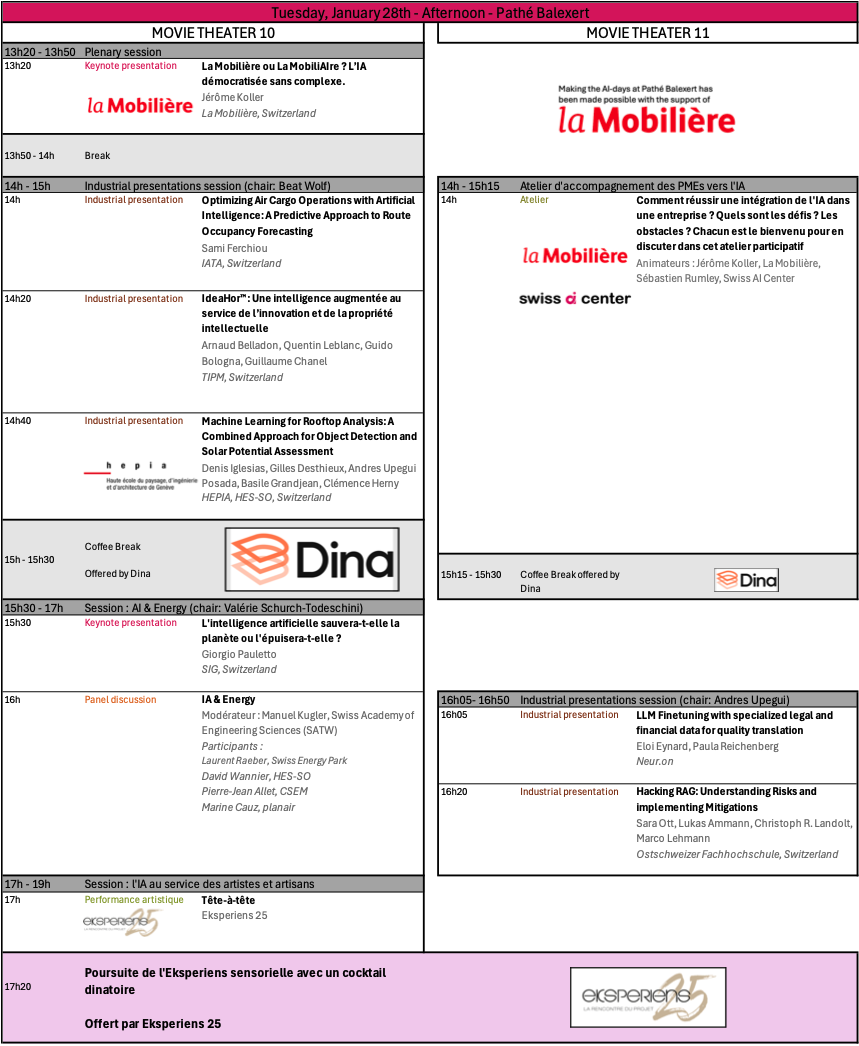 Tuesday, January 28th - Afternoon - Pathé Balexert
MOVIE THEATER 10
13h20 - 13h50 Plenary session
13h20 Keynote presentation La Mobilière ou La MobiliAIre ? L'IA
démocratisée sans complexe.
Jérôme Koller
la Mobilière
La Mobilière, Switzerland
13h50 - 14h Break
14h - 15h Industrial presentations session (chair: Beat Wolf)
14h Industrial presentation Optimizing Air Cargo Operations with Artificial
Intelligence: A Predictive Approach to Route
Occupancy Forecasting
Sami Ferchiou
IATA, Switzerland
14h20 Industrial presentation IdeaHor™: Une intelligence augmentée au
service de l'innovation et de la propriété
intellectuelle
Arnaud Belladon, Quentin Leblanc, Guido
Bologna, Guillaume Chanel
TIPM, Switzerland
14h40 Industrial presentation Machine Learning for Rooftop Analysis: A
Combined Approach for Object Detection and
Solar Potential Assessment
h e p i a
Haute école du paysage, d'ingénierie
et d'architecture de Genève
Denis Iglesias, Gilles Desthieux, Andres Upegui
Posada, Basile Grandjean, Clémence Herny
HEPIA, HES-SO, Switzerland
15h - 15h30 Coffee Break
Offered by Dina
Dina
15h30 - 17h Session : AI & Energy (chair: Valérie Schurch-Todeschini)
15h30 Keynote presentation L'intelligence artificielle sauvera-t-elle la
planète ou l'épuisera-t-elle ?
Giorgio Pauletto
SIG, Switzerland
16h Panel discussion IA & Energy
Modérateur : Manuel Kugler, Swiss Academy of
Engineering Sciences (SATW)
Participants :
Laurent Raeber, Swiss Energy Park
David Wannier, HES-SO
Pierre-Jean Allet, CSEM
Marine Cauz, planair
17h - 19h Session : l'IA au service des artistes et artisans
17h Performance artistique Tête-à-tête
Eksperiens 25
EKSPERIENS 25
LA RENCONTRE DU PROJET
MOVIE THEATER 11
Making the AI-days at Pathé Balexert has
been made possible with the support of
la Mobilière
14h - 15h15 Atelier d'accompagnement des PMEs vers l'IA
14h Atelier Comment réussir une intégration de l'IA dans
une entreprise ? Quels sont les défis ? Les
obstacles ? Chacun est le bienvenu pour en
discuter dans cet atelier participatif
la Mobilière
Animateurs : Jérôme Koller, La Mobilière,
Sébastien Rumley, Swiss AI Center
swiss ai center
15h15 - 15h30 Coffee Break offered by
Dina
Dina
16h05- 16h50 Industrial presentations session (chair: Andres Upegui)
16h05 Industrial presentation LLM Finetuning with specialized legal and
financial data for quality translation
Eloi Eynard, Paula Reichenberg
Neur.on
16h20 Industrial presentation Hacking RAG: Understanding Risks and
implementing Mitigations
Sara Ott, Lukas Ammann, Christoph R. Landolt,
Marco Lehmann
Ostschweizer Fachhochschule, Switzerland
17h20 Poursuite de l'Eksperiens sensorielle avec un cocktail
dinatoire
Offert par Eksperiens 25
EKSPERIENS 25
LA RENCONTRE DU PROJET